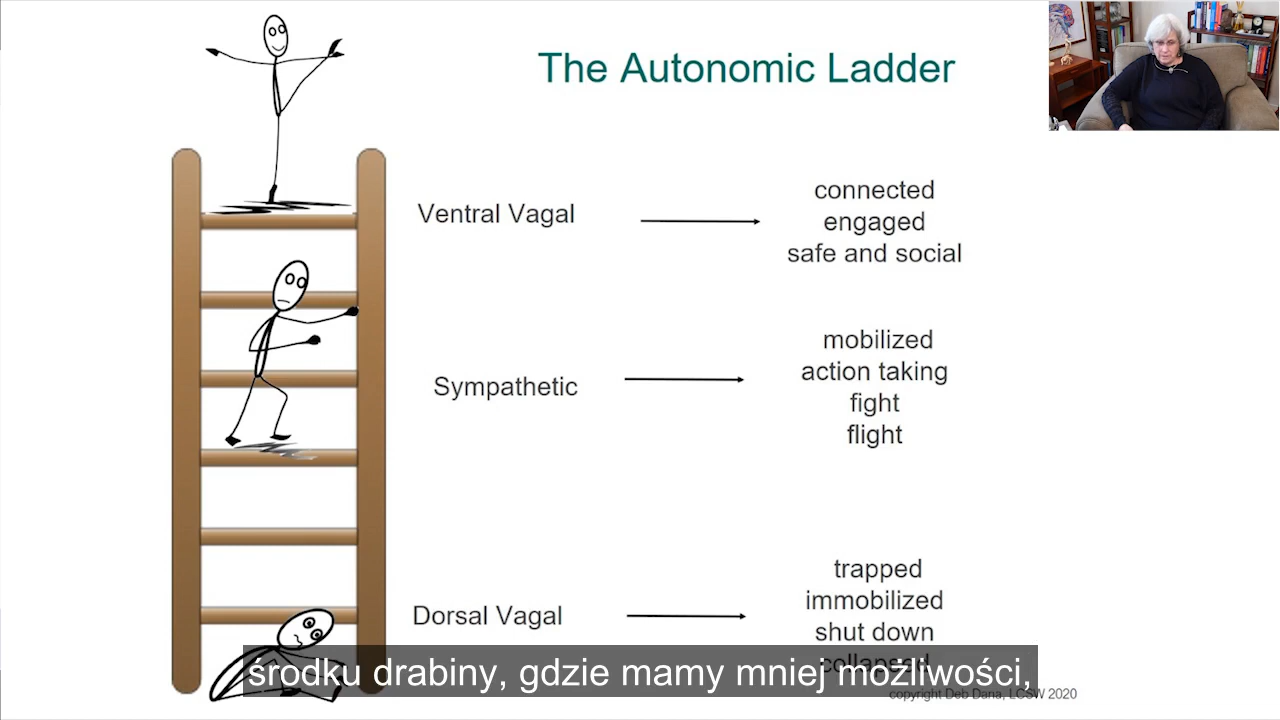 The Autonomic Ladder
Ventral Vagal
connected
engaged
safe and social
Sympathetic
mobilized
action taking
fight
flight
Dorsal Vagal
trapped
immobilized
shut down
collapsed
środku drabiny, gdzie mamy mniej możliwości,
copyright Deb Dana, LCSW 2020